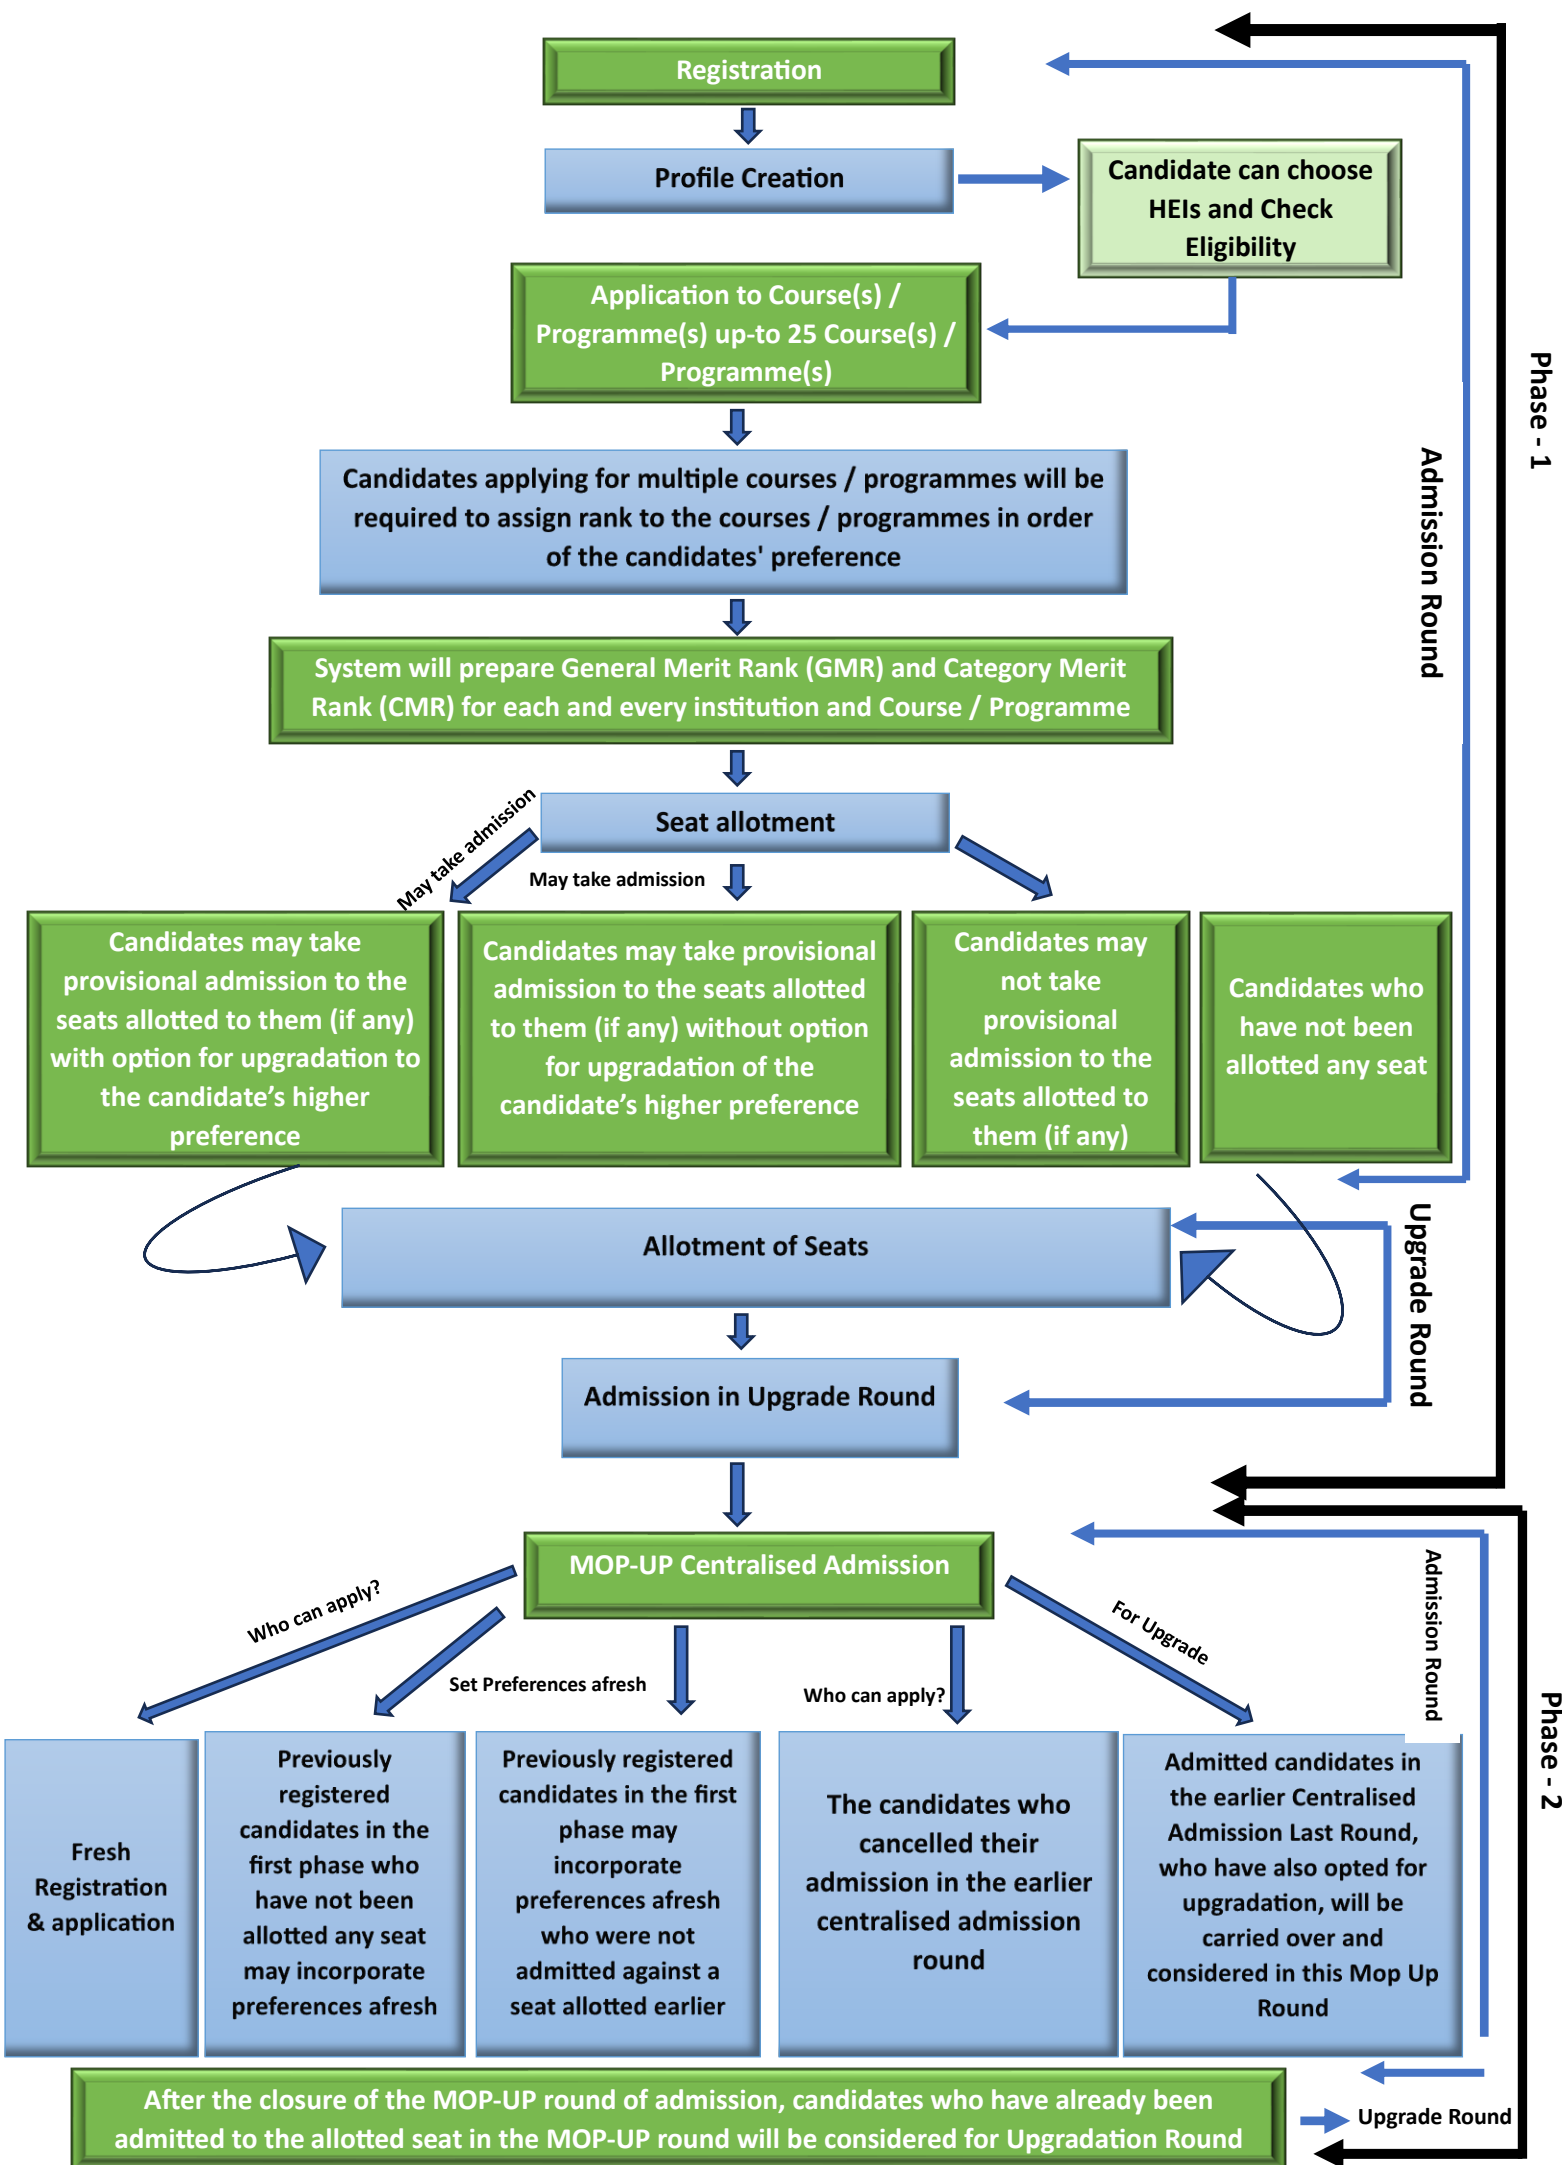 Registration
Profile Creation
Candidate can choose
HEIs and Check
Eligibility
Application to Course(s) /
Programme(s) up-to 25 Course(s) /
Programme(s)
Candidates applying for multiple courses / programmes will be
required to assign rank to the courses / programmes in order
of the candidates' preference
System will prepare General Merit Rank (GMR) and Category Merit
Rank (CMR) for each and every institution and Course / Programme
Seat allotment
May take admission
May take admission
Candidates may take
provisional admission to the
seats allotted to them (if any)
with option for upgradation to
the candidate’s higher
preference
Candidates may take provisional
admission to the seats allotted
to them (if any) without option
for upgradation of the
candidate’s higher preference
Candidates may
not take
provisional
admission to the
seats allotted to
them (if any)
Candidates who
have not been
allotted any seat
Admission Round
Phase - 1
Allotment of Seats
Upgrade Round
Admission in Upgrade Round
MOP-UP Centralised Admission
Who can apply?
Set Preferences afresh
Who can apply?
For Upgrade
Admission Round
Phase - 2
Fresh
Registration
& application
Previously
registered
candidates in the
first phase who
have not been
allotted any seat
may incorporate
preferences afresh
Previously registered
candidates in the first
phase may
incorporate
preferences afresh
who were not
admitted against a
seat allotted earlier
The candidates who
cancelled their
admission in the earlier
centralised admission
round
Admitted candidates in
the earlier Centralised
Admission Last Round,
who have also opted for
upgradation, will be
carried over and
considered in this Mop Up
Round
After the closure of the MOP-UP round of admission, candidates who have already been
admitted to the allotted seat in the MOP-UP round will be considered for Upgradation Round
Upgrade Round